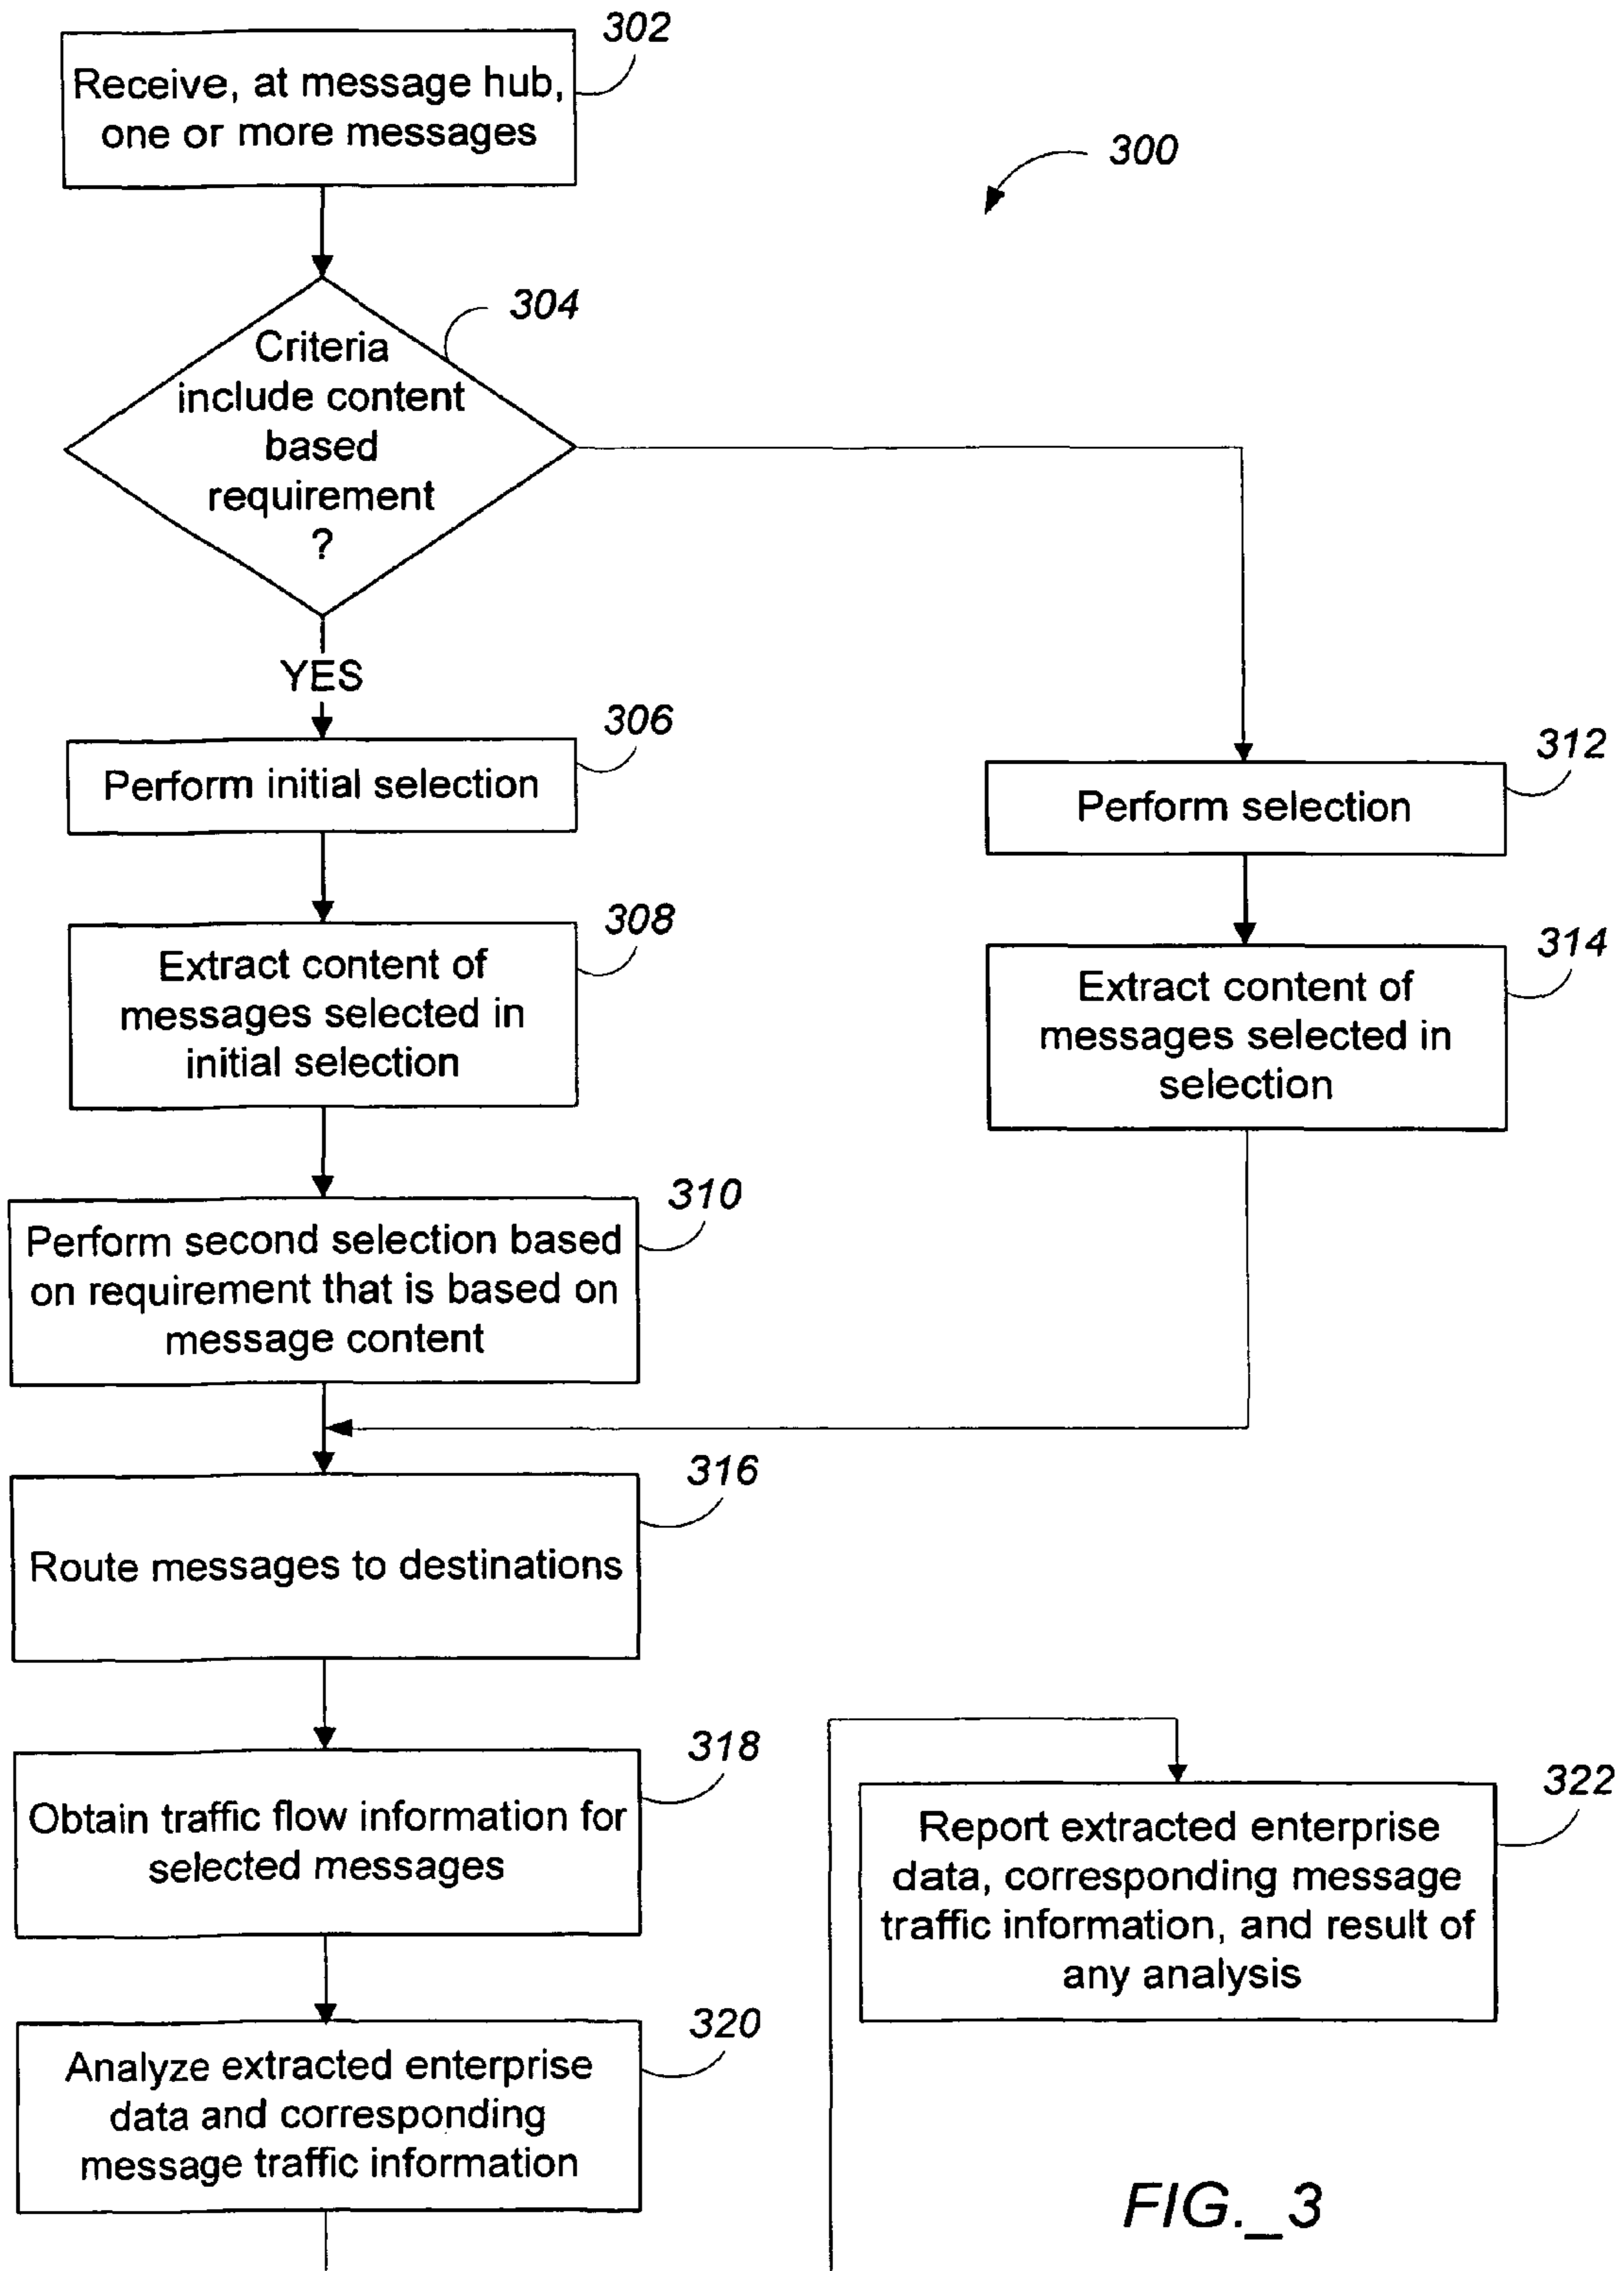 302
Receive, at message hub,
one or more messages
300
304
Criteria
include content
based
requirement
?
YES
306
Perform initial selection
312
Perform selection
308
Extract content of
messages selected in
initial selection
314
Extract content of
messages selected in
selection
310
Perform second selection based
on requirement that is based on
message content
316
Route messages to destinations
318
Obtain traffic flow information for
selected messages
322
Report extracted enterprise
data, corresponding message
traffic information, and result of
any analysis
320
Analyze extracted enterprise
data and corresponding
message traffic information
FIG._3